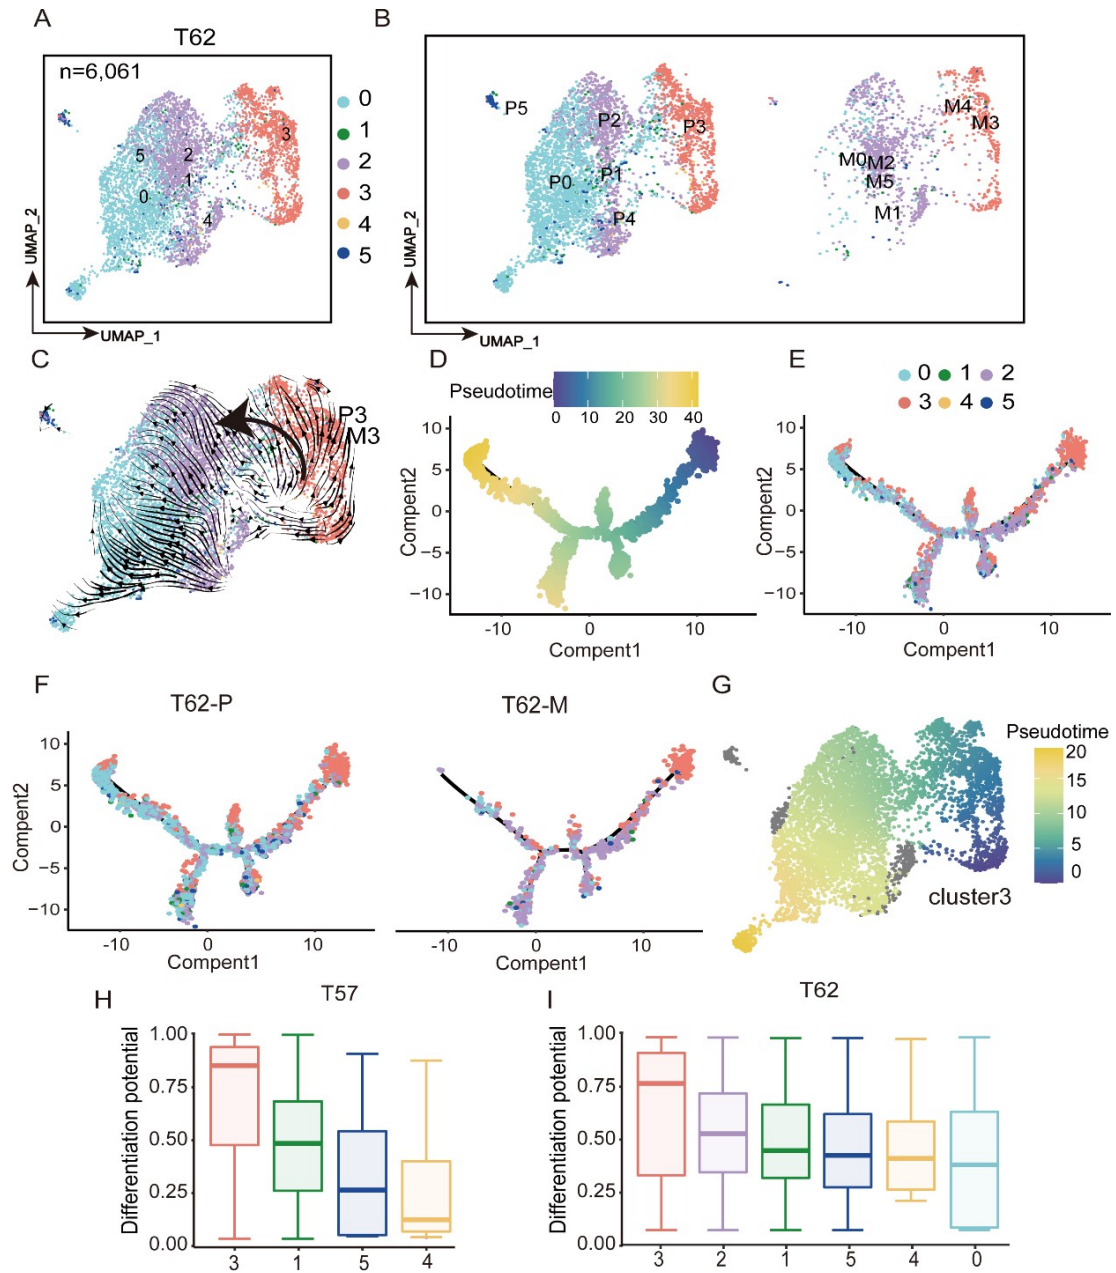 A
T62
n=6,061
0
1
2
3
4
5
5
2
3
0
1
4
UMAP_2
UMAP_1
B
P5
P2
P3
P0
P1
P4
M4
M3
M0
M2
M5
M1
UMAP_2
UMAP_1
C
P3
M3
D
Pseudotime
0 10 20 30 40
10
5
0
−5
−10
Compent2
-10 0 10
Compent1
E
0 1 2
3 4 5
10
5
0
−5
−10
Compent2
-10 0 10
Compent1
F
T62-P
T62-M
10
5
0
−5
−10
Compent2
-10 0 10
Compent1
-10 0 10
Compent1
G
Pseudotime
20
15
10
5
0
cluster3
H
T57
Differentiation potential
1.00
0.75
0.50
0.25
0.00
3 1 5 4
I
T62
Differentiation potential
1.00
0.75
0.50
0.25
0.00
3 2 1 5 4 0